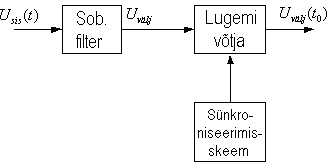 U_sis(t)
Sob.
filter
U_välj
Lugemi
võtja
U_välj(t_0)
Sünkro-
niseerimis-
skeem